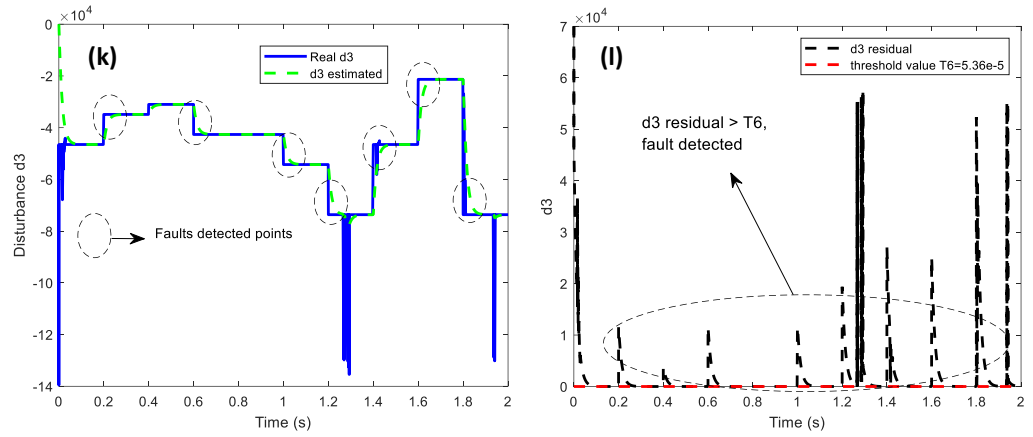 ×10⁴
0
-2
-4
-6
-8
-10
-12
-14
Disturbance d3
(k)
Real d3
d3 estimated
Faults detected points
0 0.2 0.4 0.6 0.8 1 1.2 1.4 1.6 1.8 2
Time (s)
×10⁴
7
6
5
4
3
2
1
0
d3
(l)
d3 residual
threshold value T6=5.36e-5
d3 residual > T6,
fault detected
0 0.2 0.4 0.6 0.8 1 1.2 1.4 1.6 1.8 2
Time (s)